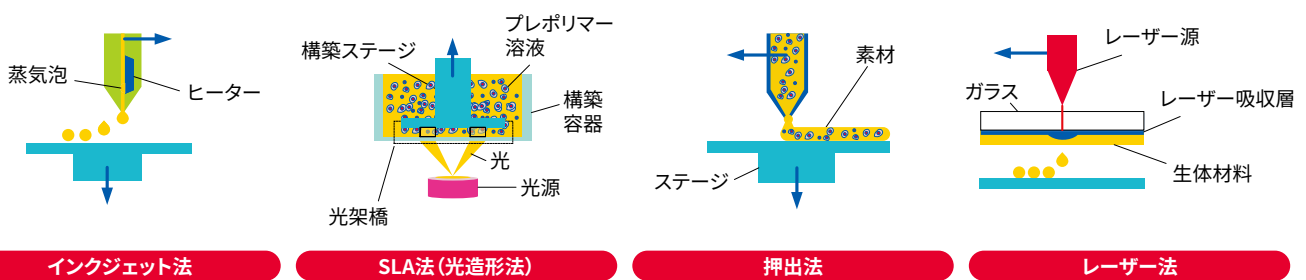 蒸気泡
ヒーター
インクジェット法
構築ステージ
プレポリマー
溶液
構築
容器
光
光源
光架橋
SLA法（光造形法）
素材
ステージ
押出法
レーザー源
ガラス
レーザー吸収層
生体材料
レーザー法